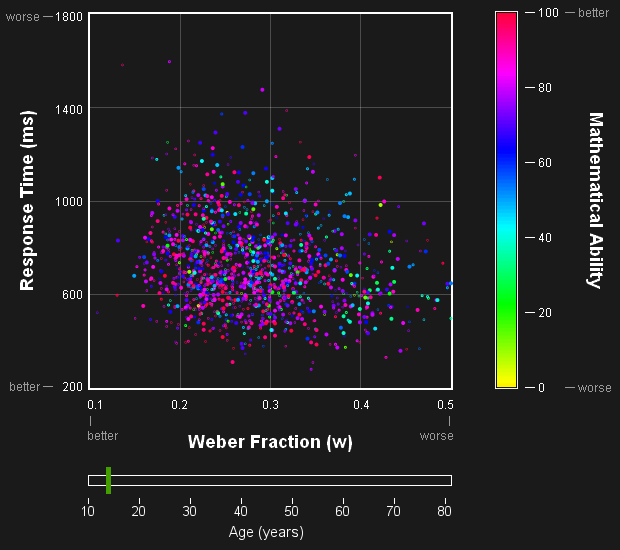 worse
1800
1400
1000
600
better
200
Response Time (ms)
0.1
0.2
0.3
0.4
0.5
better
worse
Weber Fraction (w)
100
better
80
60
40
20
0
worse
Mathematical Ability
10
20
30
40
50
60
70
80
Age (years)